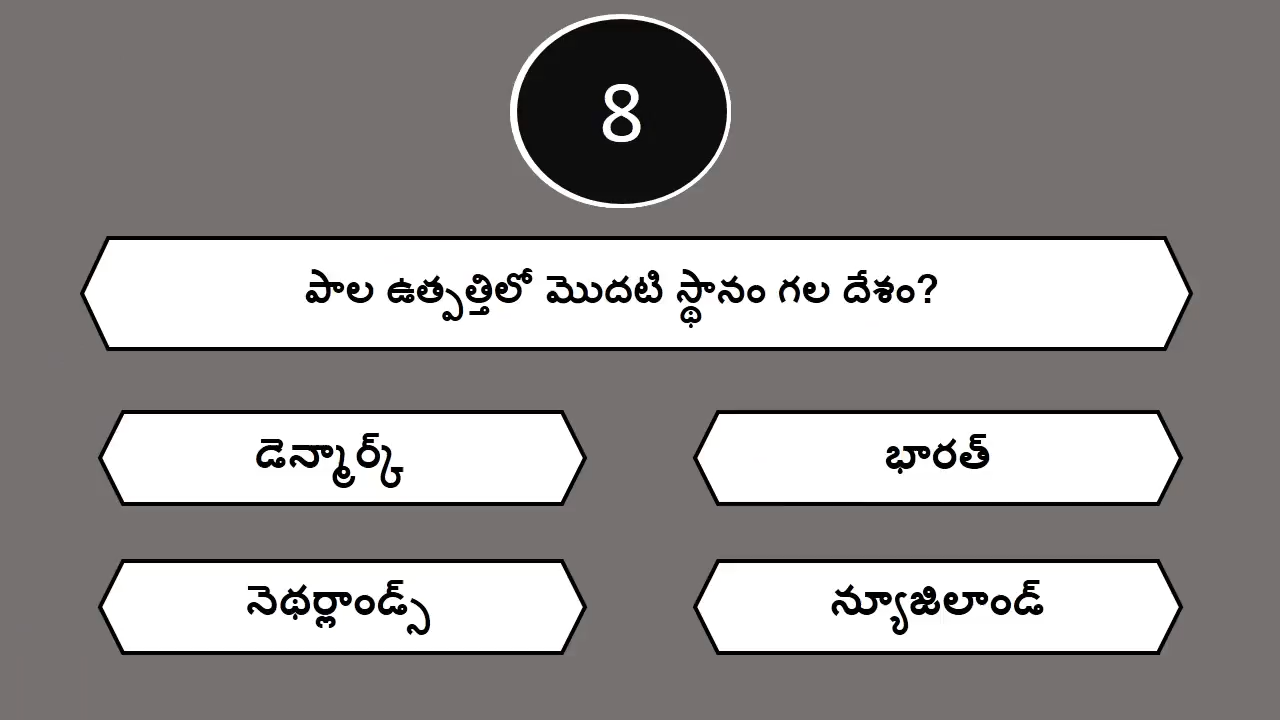 8
పాల ఉత్పత్తిలో మొదటి స్థానం గల దేశం?
డెన్మార్క్
భారత్
నెథర్లాండ్స్
న్యూజిలాండ్